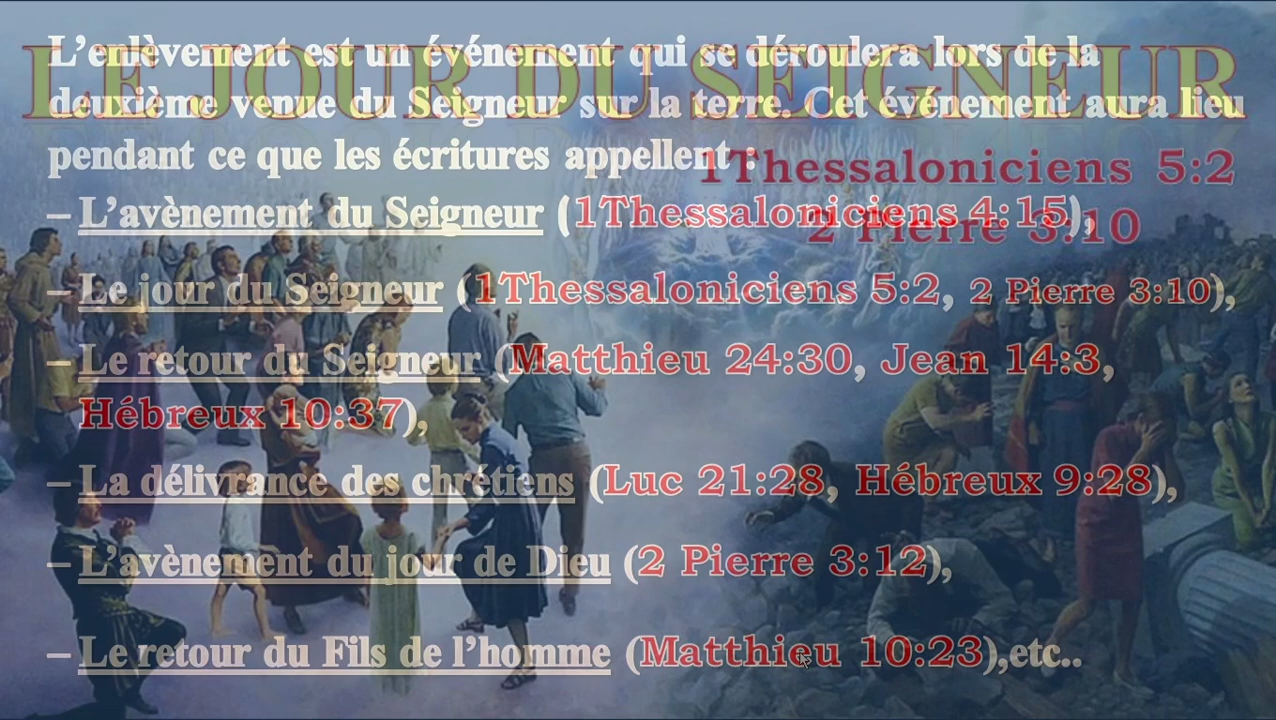 LE JOUR DU SEIGNEUR
1Thessaloniciens 5:2
2 Pierre 3:10
L’enlèvement est un événement qui se déroulera lors de la
deuxième venue du Seigneur sur la terre. Cet événement aura lieu
pendant ce que les écritures appellent :
– L’avènement du Seigneur (1Thessaloniciens 4:15),
– Le jour du Seigneur (1Thessaloniciens 5:2, 2 Pierre 3:10),
– Le retour du Seigneur (Matthieu 24:30, Jean 14:3,
Hébreux 10:37),
– La délivrance des chrétiens (Luc 21:28, Hébreux 9:28),
– L’avènement du jour de Dieu (2 Pierre 3:12),
– Le retour du Fils de l’homme (Matthieu 10:23),etc..